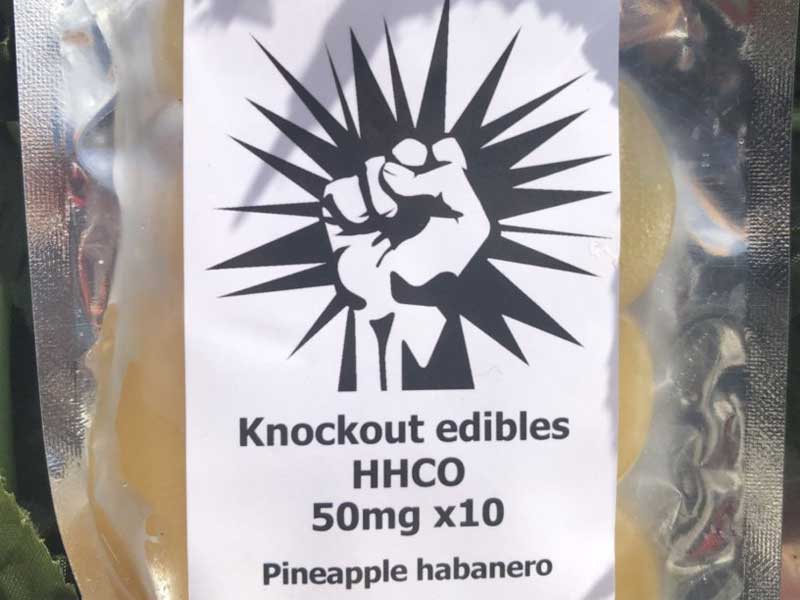 Knockout edibles
HHCO
50mg x10
Pineapple habanero